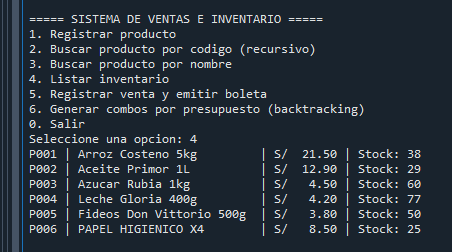 ===== SISTEMA DE VENTAS E INVENTARIO =====
1. Registrar producto
2. Buscar producto por codigo (recursivo)
3. Buscar producto por nombre
4. Listar inventario
5. Registrar venta y emitir boleta
6. Generar combos por presupuesto (backtracking)
0. Salir
Seleccione una opcion: 4
P001 | Arroz Costeno 5kg         | S/  21.50 | Stock: 38
P002 | Aceite Primor 1L          | S/  12.90 | Stock: 29
P003 | Azucar Rubia 1kg          | S/   4.50 | Stock: 60
P004 | Leche Gloria 400g         | S/   4.20 | Stock: 77
P005 | Fideos Don Vittorio 500g  | S/   3.80 | Stock: 50
P006 | PAPEL HIGIENICO X4        | S/   8.50 | Stock: 25